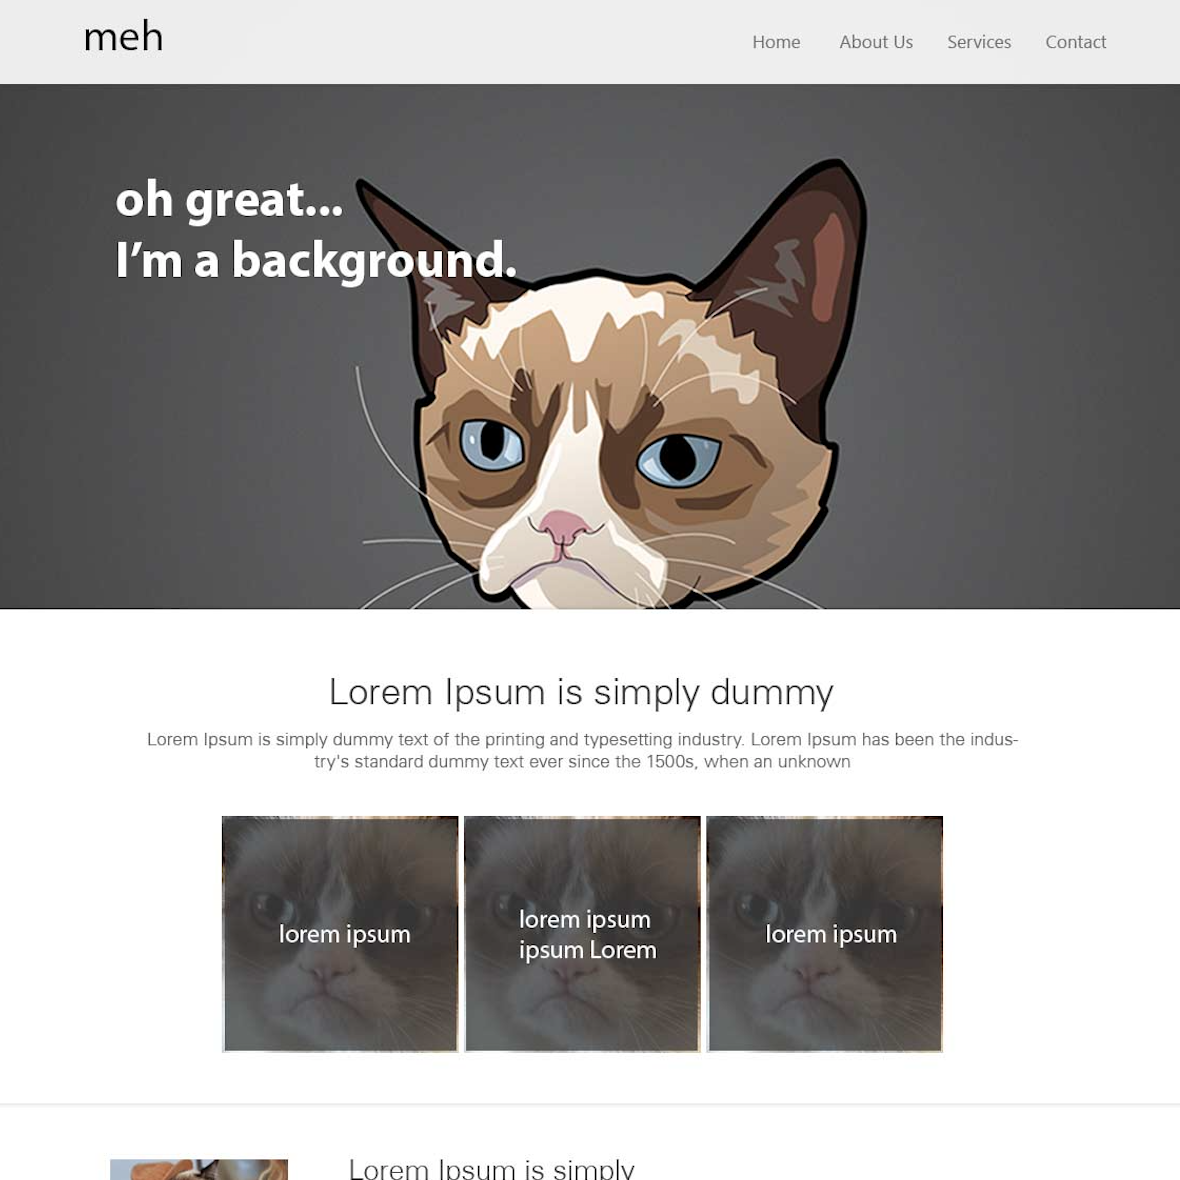 meh
Home About Us Services Contact
oh great...
I'm a background.
Lorem Ipsum is simply dummy
Lorem Ipsum is simply dummy text of the printing and typesetting industry. Lorem Ipsum has been the indus-
try's standard dummy text ever since the 1500s, when an unknown
lorem ipsum
lorem ipsum
ipsum Lorem
lorem ipsum
Lorem Ipsum is simply